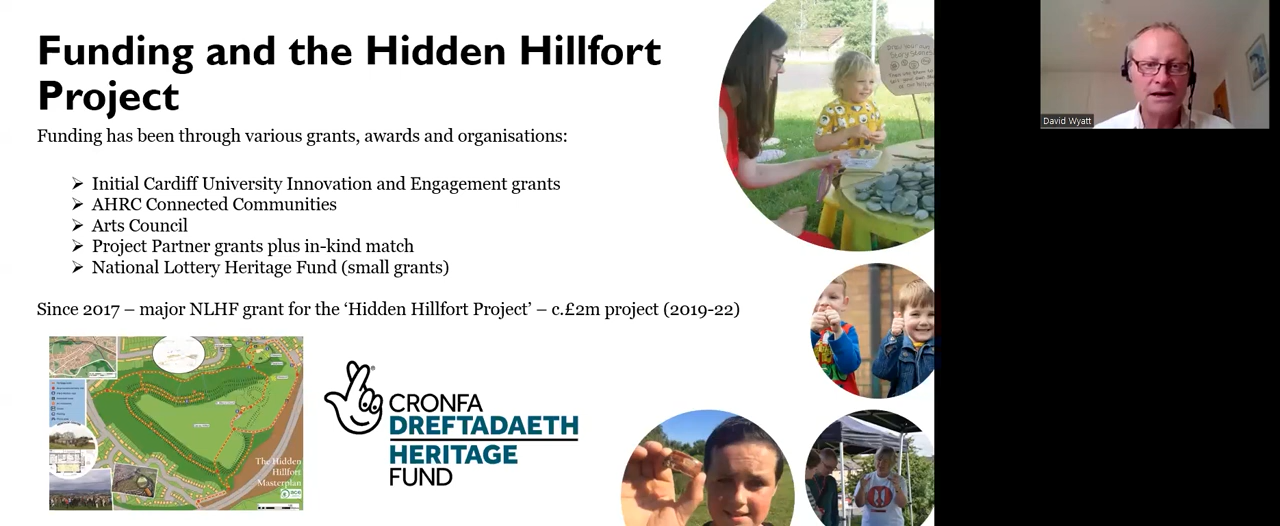 Funding and the Hidden Hillfort
Project
Funding has been through various grants, awards and organisations:
➢ Initial Cardiff University Innovation and Engagement grants
➢ AHRC Connected Communities
➢ Arts Council
➢ Project Partner grants plus in-kind match
➢ National Lottery Heritage Fund (small grants)
Since 2017 – major NLHF grant for the ‘Hidden Hillfort Project’ – c.£2m project (2019-22)
The Hidden
Hillfort
Masterplan
CRONFA
DREFTADAETH
HERITAGE
FUND
David Wyatt